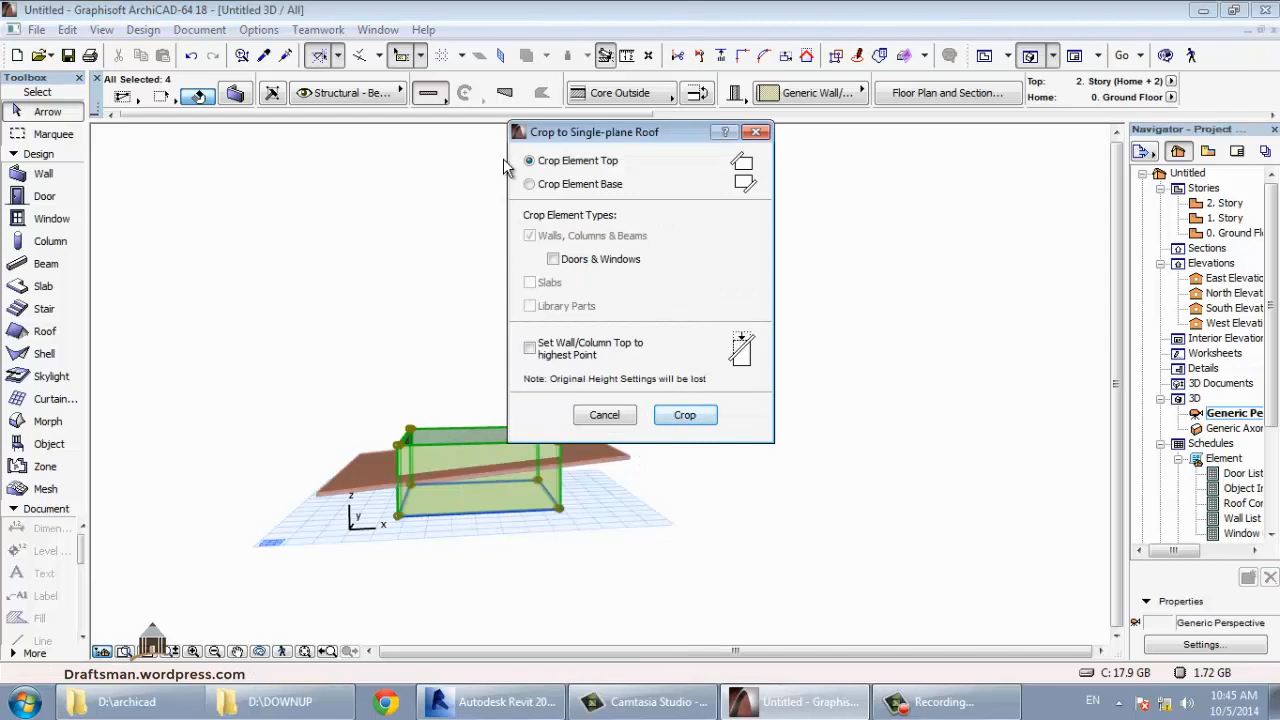 Untitled - Graphisoft ArchiCAD-64 18 - [Untitled 3D / All]
File Edit View Design Document Options Teamwork Window Help
Go
Toolbox
Select
Arrow
Marquee
Design
Wall
Door
Window
Column
Beam
Slab
Stair
Roof
Shell
Skylight
Curtain...
Morph
Object
Zone
Mesh
Document
Dimen...
Level ...
Text
Label
Fill
Line
More
All Selected: 4
Structural - Be...
Core Outside
Generic Wall/...
Floor Plan and Section...
Top: 2. Story (Home + 2)
Home: 0. Ground Floor
Crop to Single-plane Roof
Crop Element Top
Crop Element Base
Crop Element Types:
Walls, Columns & Beams
Doors & Windows
Slabs
Library Parts
Set Wall/Column Top to
highest Point
Note: Original Height Settings will be lost
Cancel Crop
z
y
x
Navigator - Project ...
Untitled
Stories
2. Story
1. Story
0. Ground Fl
Sections
Elevations
East Elevati
North Elevat
South Elevat
West Elevati
Interior Elevatio
Worksheets
Details
3D Documents
3D
Generic Pe
Generic Axon
Schedules
Element
Door List
Object In
Roof Cor
Wall List
Window
Properties
Generic Perspective
Settings...
Draftsman.wordpress.com
C: 17.9 GB 1.72 GB
D:\archicad
D:\DOWNUP
Autodesk Revit 20...
Camtasia Studio -...
Untitled - Graphis...
Recording...
EN
10:45 AM
10/5/2014